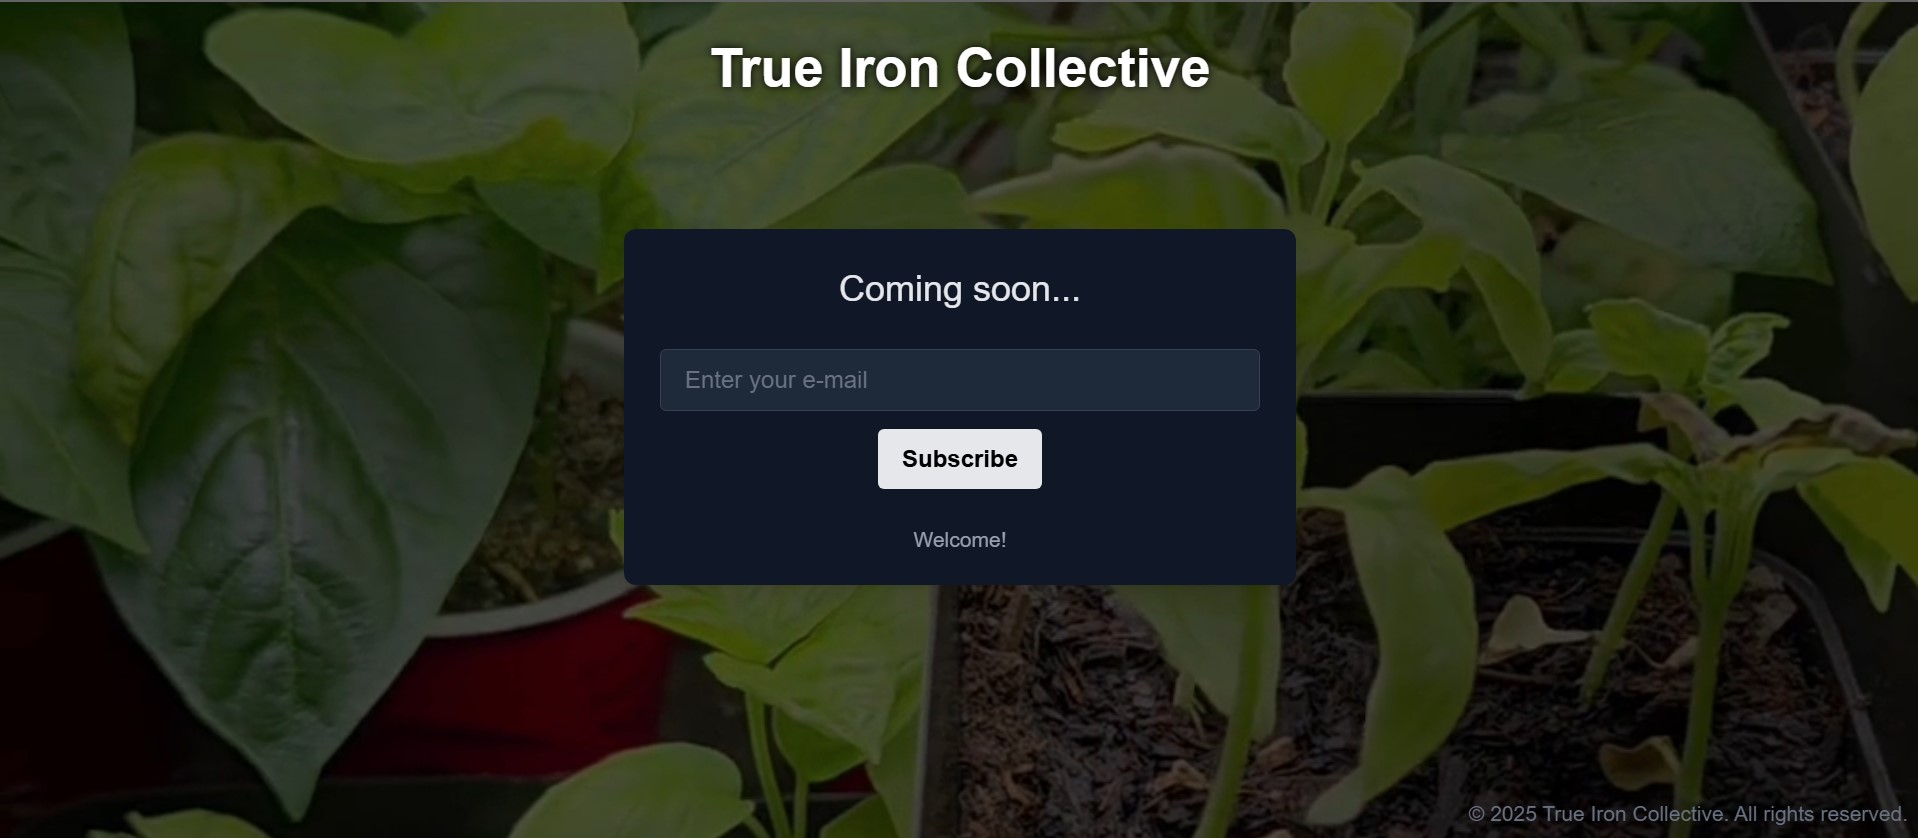 True Iron Collective
Coming soon...
Enter your e-mail
Subscribe
Welcome!
© 2025 True Iron Collective. All rights reserved.